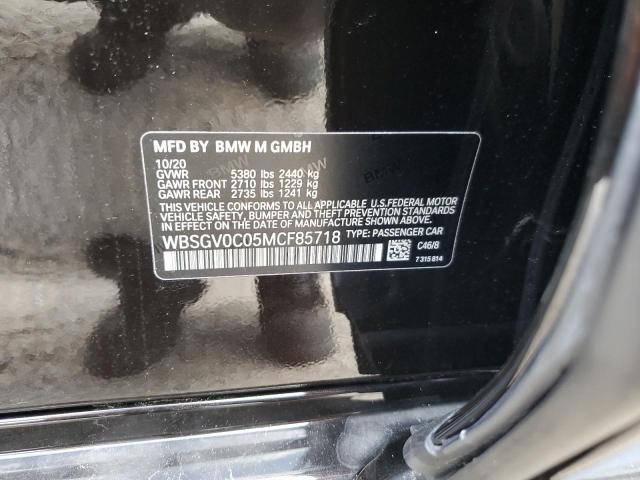 MFD BY BMW M GMBH
10/20
GVWR 5380 lbs 2440 kg
GAWR FRONT 2710 lbs 1229 kg
GAWR REAR 2735 lbs 1241 kg
THIS VEHICLE CONFORMS TO ALL APPLICABLE U.S.FEDERAL MOTOR
VEHICLE SAFETY, BUMPER AND THEFT PREVENTION STANDARDS
IN EFFECT ON THE DATE OF MANUFACTURE SHOWN ABOVE.
WBSGV0C05MCF85718 TYPE: PASSENGER CAR
C46/8
7 315 814